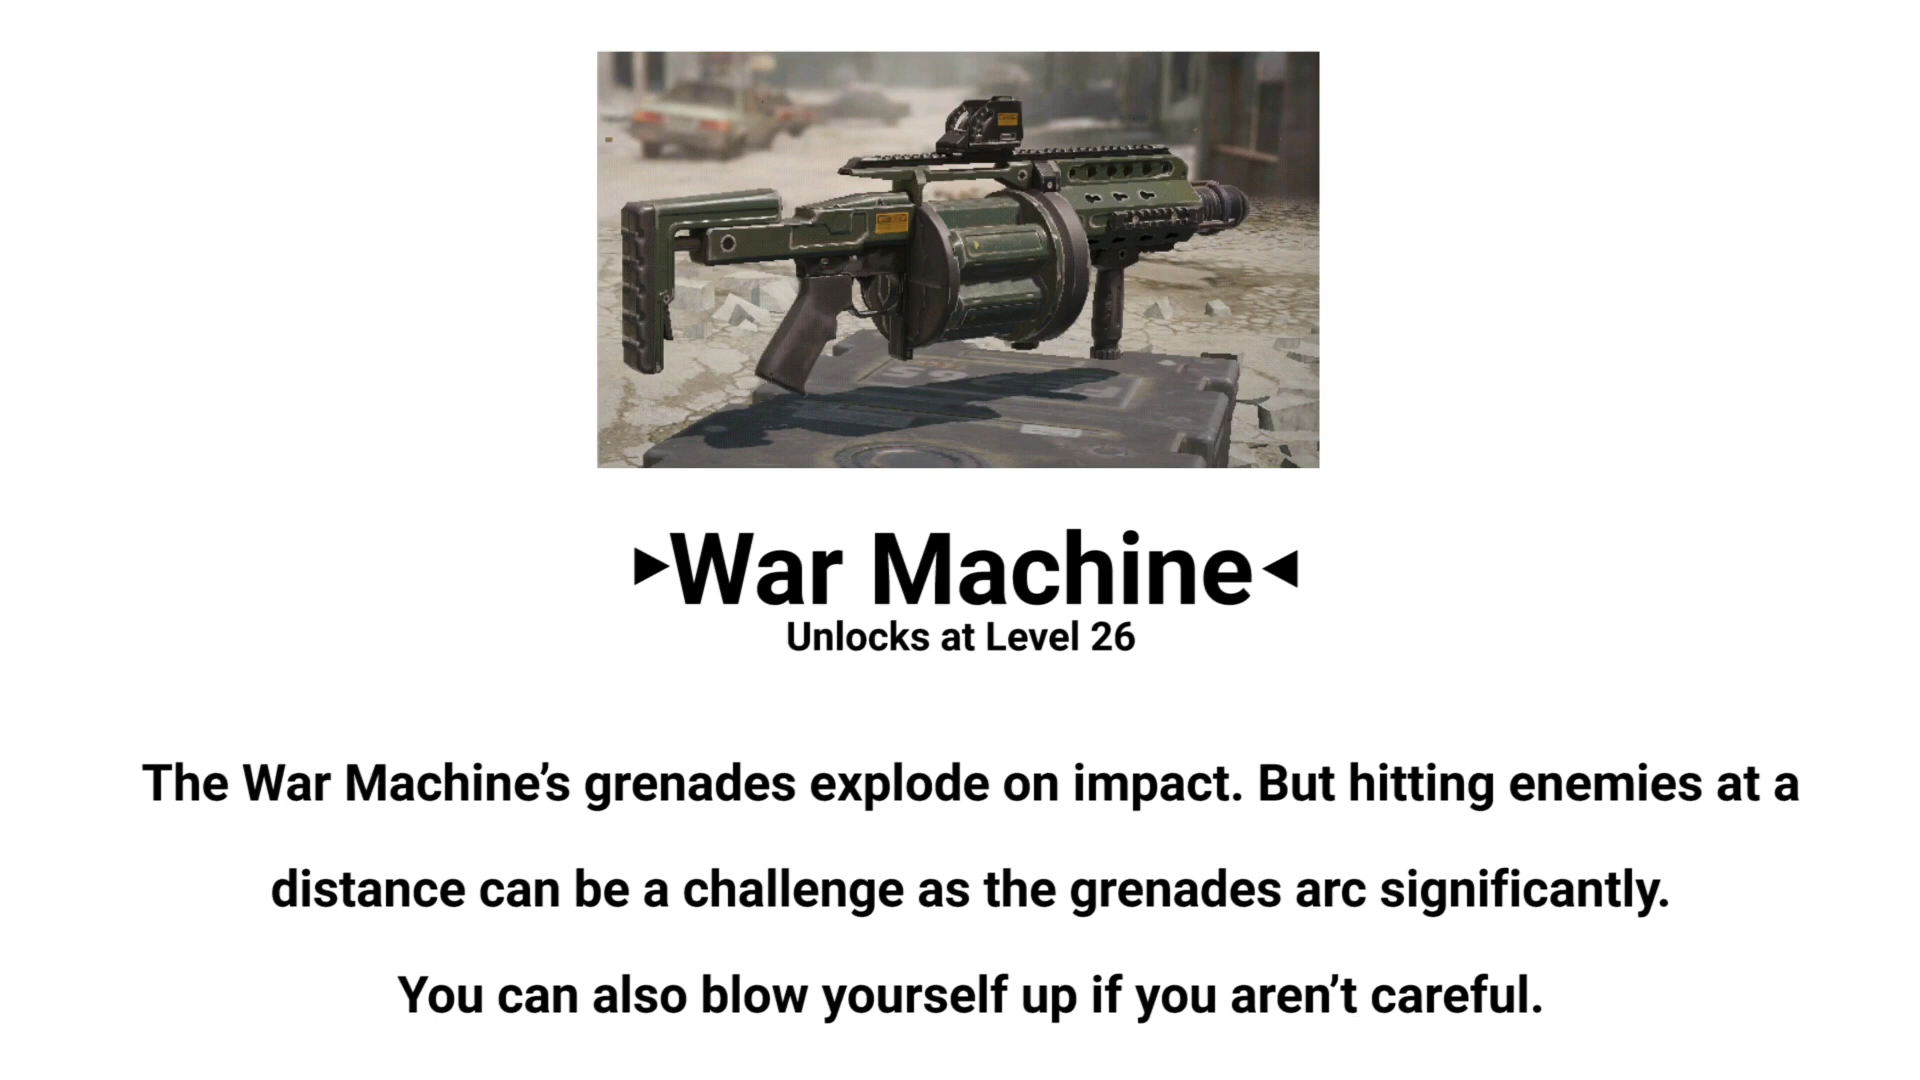 ▶War Machine◀
Unlocks at Level 26
The War Machine’s grenades explode on impact. But hitting enemies at a
distance can be a challenge as the grenades arc significantly.
You can also blow yourself up if you aren’t careful.